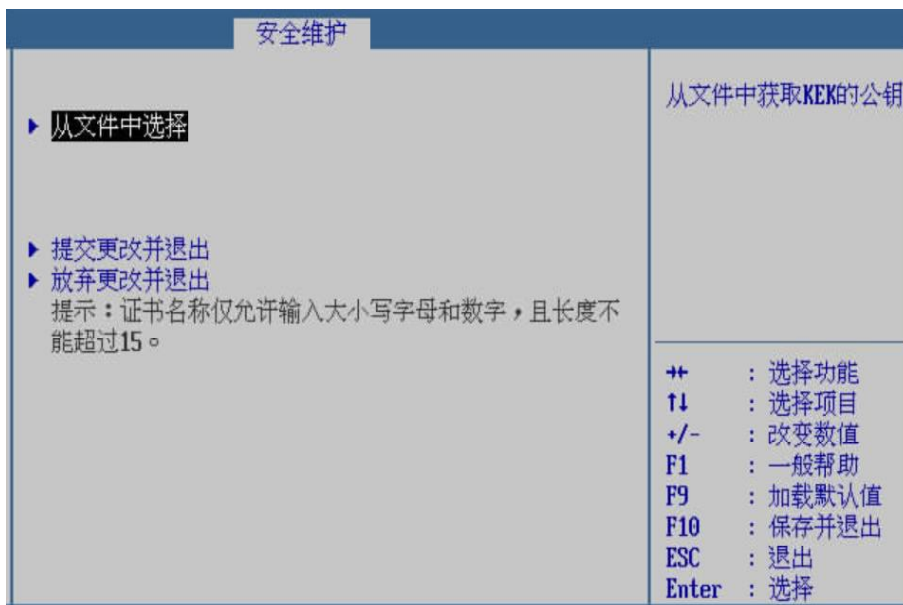 安全维护
从文件中选择
提交更改并退出
放弃更改并退出
提示：证书名称仅允许输入大小写字母和数字，且长度不
能超过15。
从文件中获取KEK的公钥
→← ：选择功能
↑↓ ：选择项目
+/- ：改变数值
F1 ：一般帮助
F9 ：加载默认值
F10 ：保存并退出
ESC ：退出
Enter ：选择